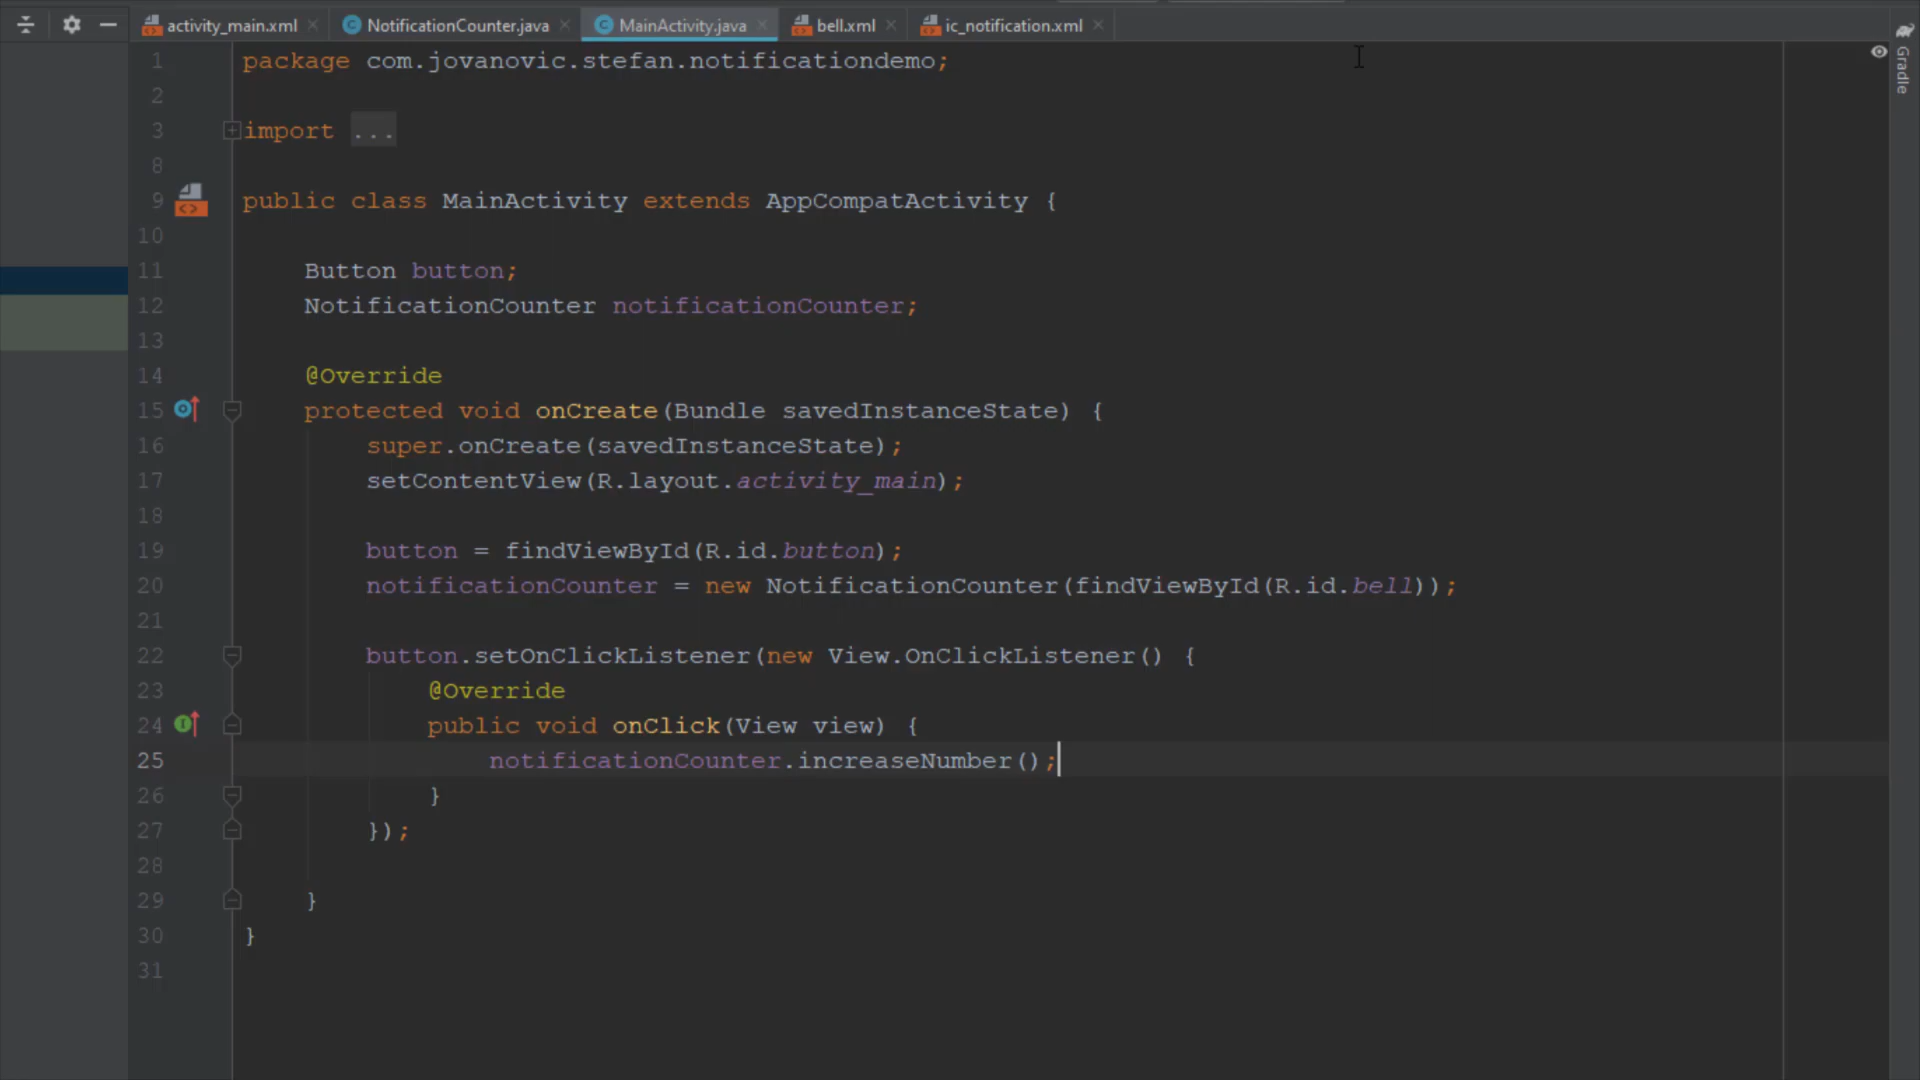 activity_main.xml NotificationCounter.java MainActivity.java bell.xml ic_notification.xml
Gradle
1 package com.jovanovic.stefan.notificationdemo;
2
3 import ...
8
9 public class MainActivity extends AppCompatActivity {
10
11 Button button;
12 NotificationCounter notificationCounter;
13
14 @Override
15 protected void onCreate(Bundle savedInstanceState) {
16 super.onCreate(savedInstanceState);
17 setContentView(R.layout.activity_main);
18
19 button = findViewById(R.id.button);
20 notificationCounter = new NotificationCounter(findViewById(R.id.bell));
21
22 button.setOnClickListener(new View.OnClickListener() {
23 @Override
24 public void onClick(View view) {
25 notificationCounter.increaseNumber();
26 }
27 });
28
29 }
30 }
31